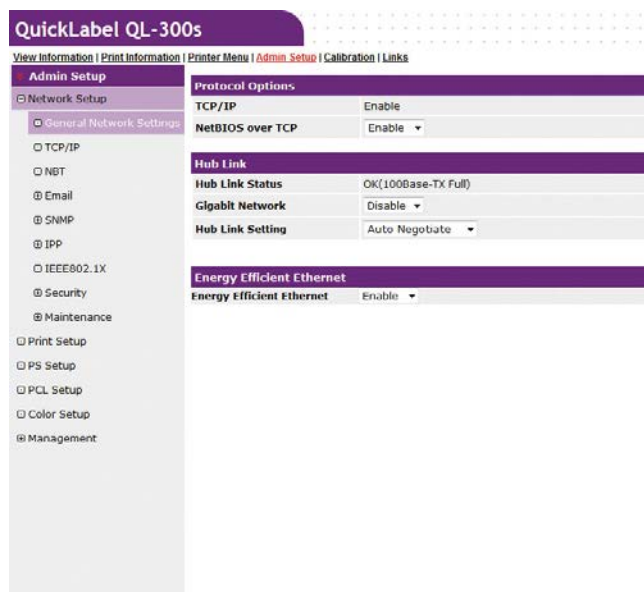 QuickLabel QL-300s
View Information | Print Information | Printer Menu | Admin Setup | Calibration | Links
Admin Setup
Network Setup
General Network Settings
TCP/IP
NBT
Email
SNMP
IPP
IEEE802.1X
Security
Maintenance
Print Setup
PS Setup
PCL Setup
Color Setup
Management
Protocol Options
TCP/IP Enable
NetBIOS over TCP Enable
Hub Link
Hub Link Status OK(100Base-TX Full)
Gigabit Network Disable
Hub Link Setting Auto Negotiate
Energy Efficient Ethernet
Energy Efficient Ethernet Enable